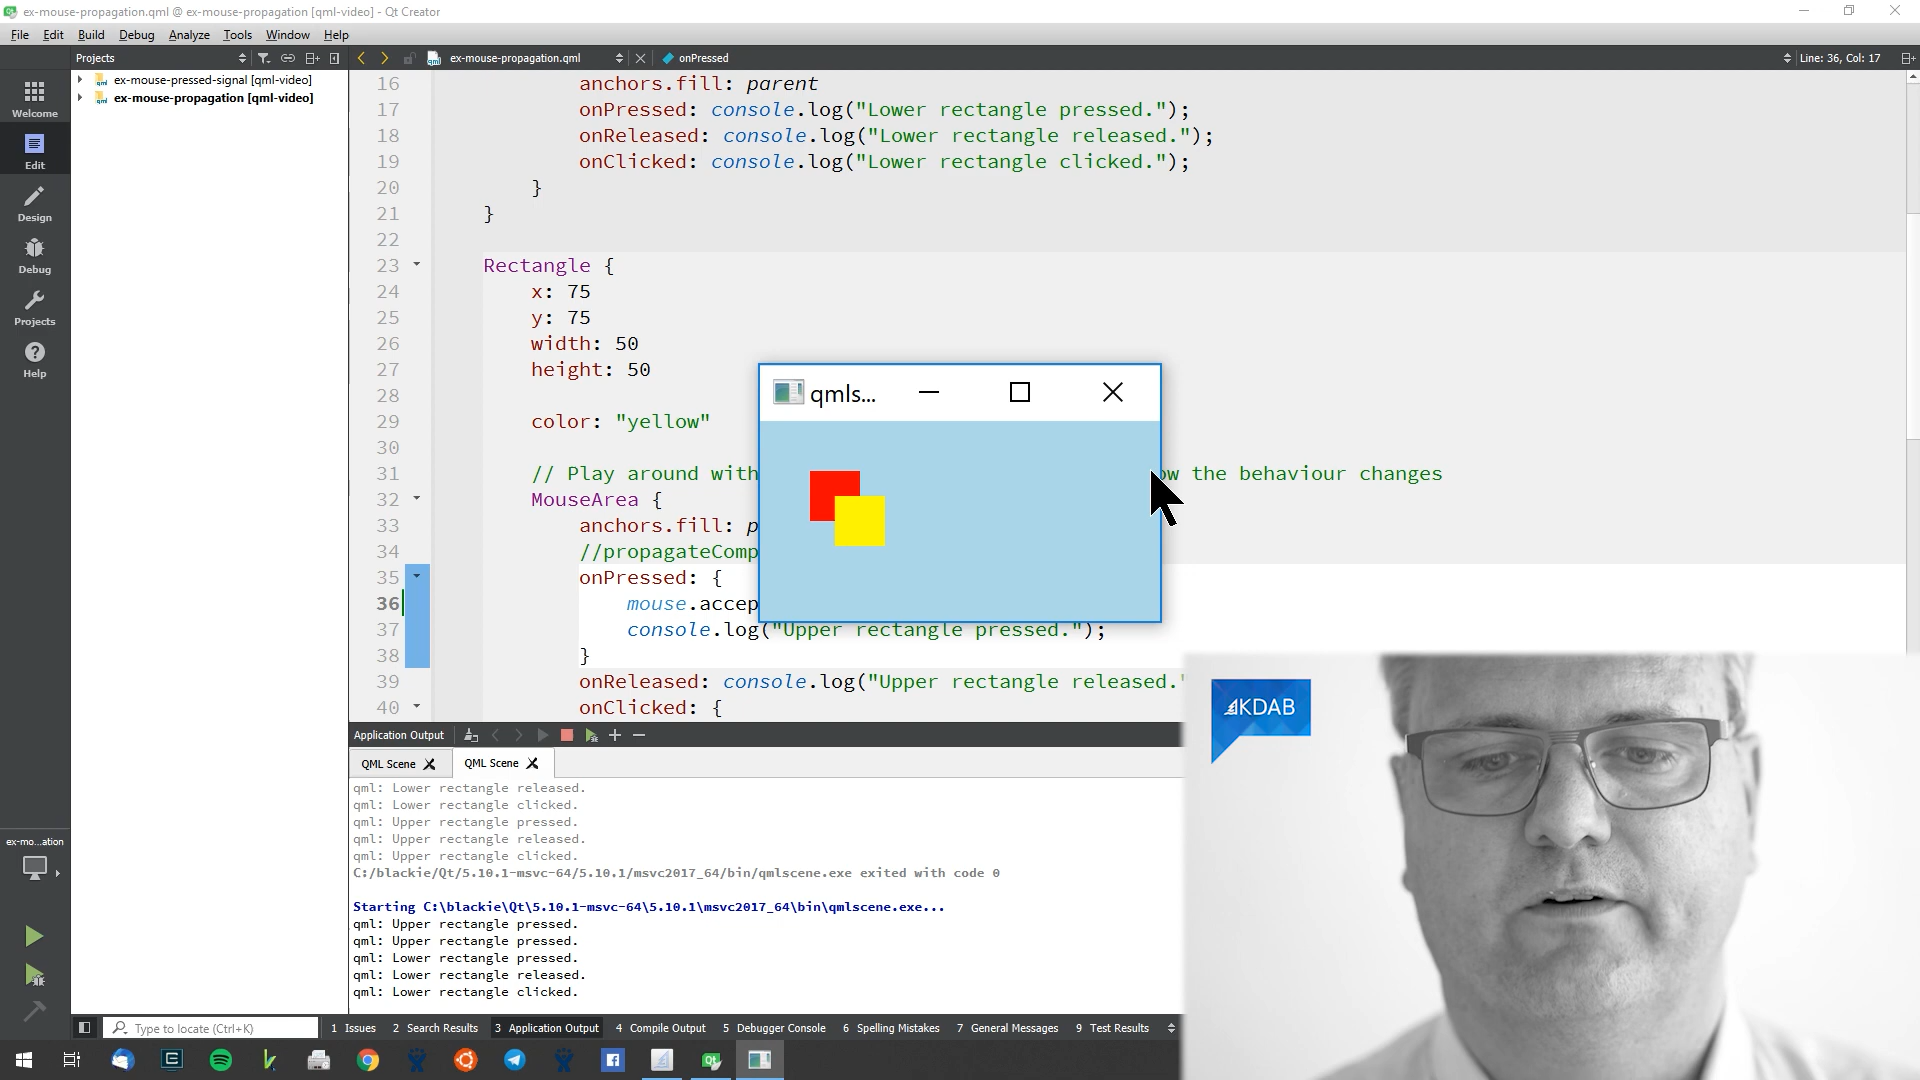 ex-mouse-propagation.qml @ ex-mouse-propagation [qml-video] - Qt Creator
File Edit Build Debug Analyze Tools Window Help
Projects
ex-mouse-propagation.qml
onPressed
Line: 36, Col: 17
Welcome
Edit
Design
Debug
Projects
Help
ex-mouse-pressed-signal [qml-video]
ex-mouse-propagation [qml-video]
16 anchors.fill: parent
17 onPressed: console.log("Lower rectangle pressed.");
18 onReleased: console.log("Lower rectangle released.");
19 onClicked: console.log("Lower rectangle clicked.");
20 }
21 }
22
23 Rectangle {
24 x: 75
25 y: 75
26 width: 50
27 height: 50
28
29 color: "yellow"
30
31 // Play around with ow the behaviour changes
32 MouseArea {
33 anchors.fill: p
34 //propagateComp
35 onPressed: {
36 mouse.accep
37 console.log("Upper rectangle pressed.");
38 }
39 onReleased: console.log("Upper rectangle released.
40 onClicked: {
qmls...
KDAB
Application Output
QML Scene
QML Scene
qml: Lower rectangle released.
qml: Lower rectangle clicked.
qml: Upper rectangle pressed.
qml: Upper rectangle released.
qml: Upper rectangle clicked.
C:/blackie/Qt/5.10.1-msvc-64/5.10.1/msvc2017_64/bin/qmlscene.exe exited with code 0
Starting C:\blackie\Qt\5.10.1-msvc-64\5.10.1\msvc2017_64\bin\qmlscene.exe...
qml: Upper rectangle pressed.
qml: Upper rectangle pressed.
qml: Lower rectangle pressed.
qml: Lower rectangle released.
qml: Lower rectangle clicked.
ex-mo...ation
Type to locate (Ctrl+K)
1 Issues 2 Search Results 3 Application Output 4 Compile Output 5 Debugger Console 6 Spelling Mistakes 7 General Messages 9 Test Results